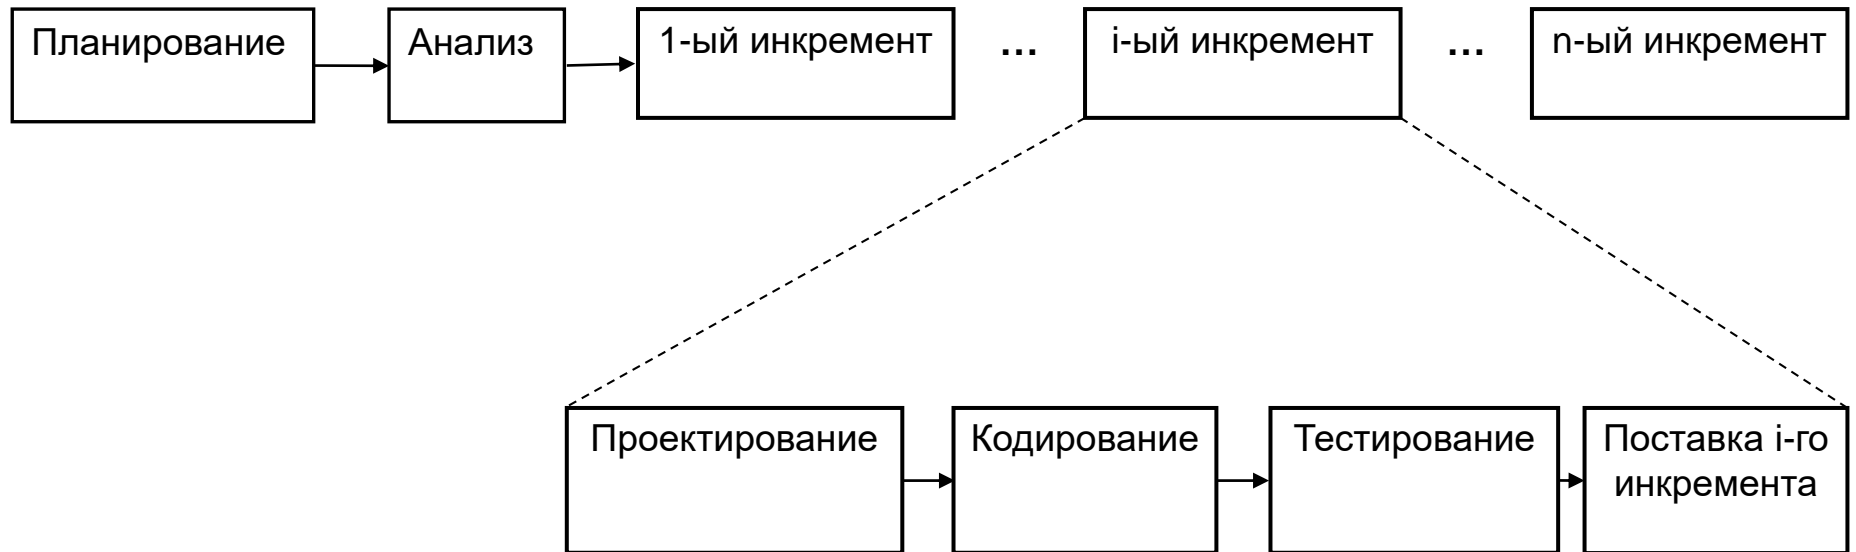 Планирование
Анализ
1-ый инкремент
...
i-ый инкремент
...
n-ый инкремент
Проектирование
Кодирование
Тестирование
Поставка i-го
инкремента